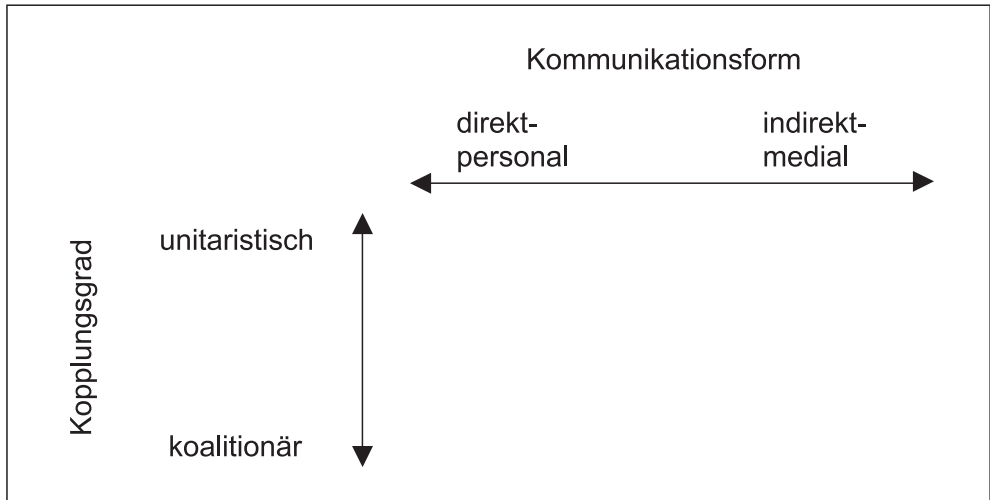 Kommunikationsform
direkt-
personal
indirekt-
medial
Kopplungsgrad
unitaristisch
koalitionär